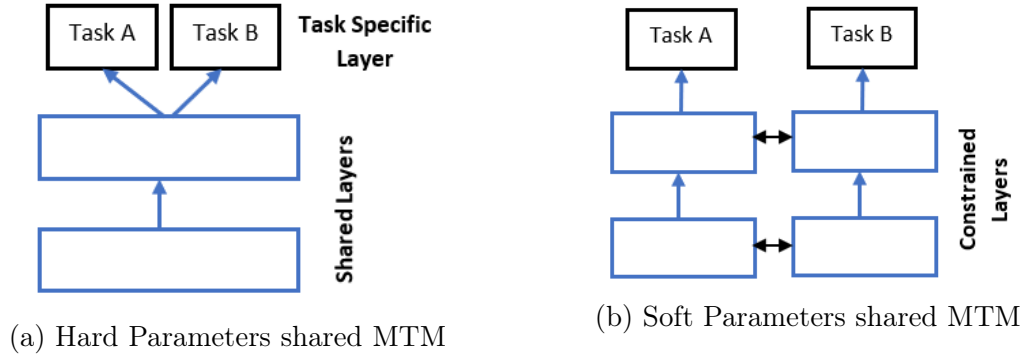 Task A
Task B
Task Specific
Layer
Shared Layers
(a) Hard Parameters shared MTM
Task A
Task B
Constrained
Layers
(b) Soft Parameters shared MTM